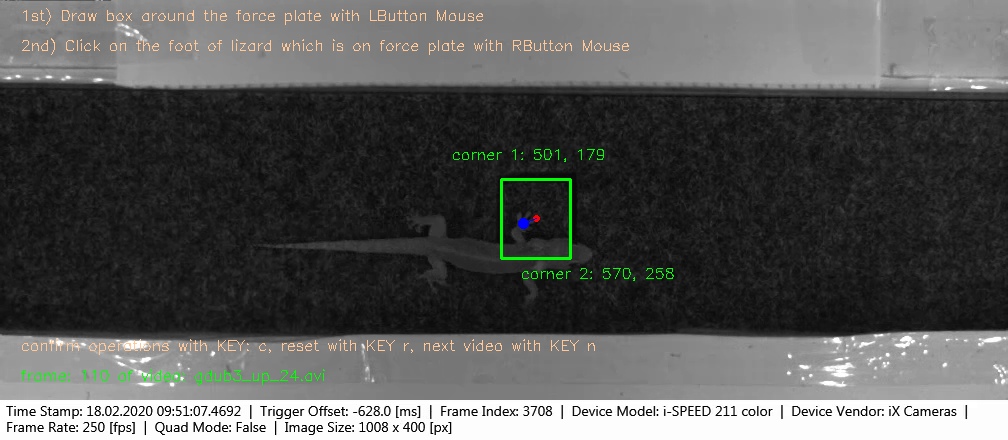 1st) Draw box around the force plate with LButton Mouse
2nd) Click on the foot of lizard which is on force plate with RButton Mouse
corner 1: 501, 179
corner 2: 570, 258
confirm operations with KEY: c, reset with KEY r, next video with KEY n
of video:
Time Stamp: 18.02.2020 09:51:07.4692 | Trigger Offset: -628.0 [ms] | Frame Index: 3708 | Device Model: i-SPEED 211 color | Device Vendor: iX Cameras |
Frame Rate: 250 [fps] | Quad Mode: False | Image Size: 1008 x 400 [px]